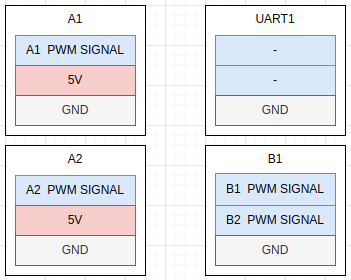 A1
A1 PWM SIGNAL
5V
GND
UART1
-
-
GND
A2
A2 PWM SIGNAL
5V
GND
B1
B1 PWM SIGNAL
B2 PWM SIGNAL
GND